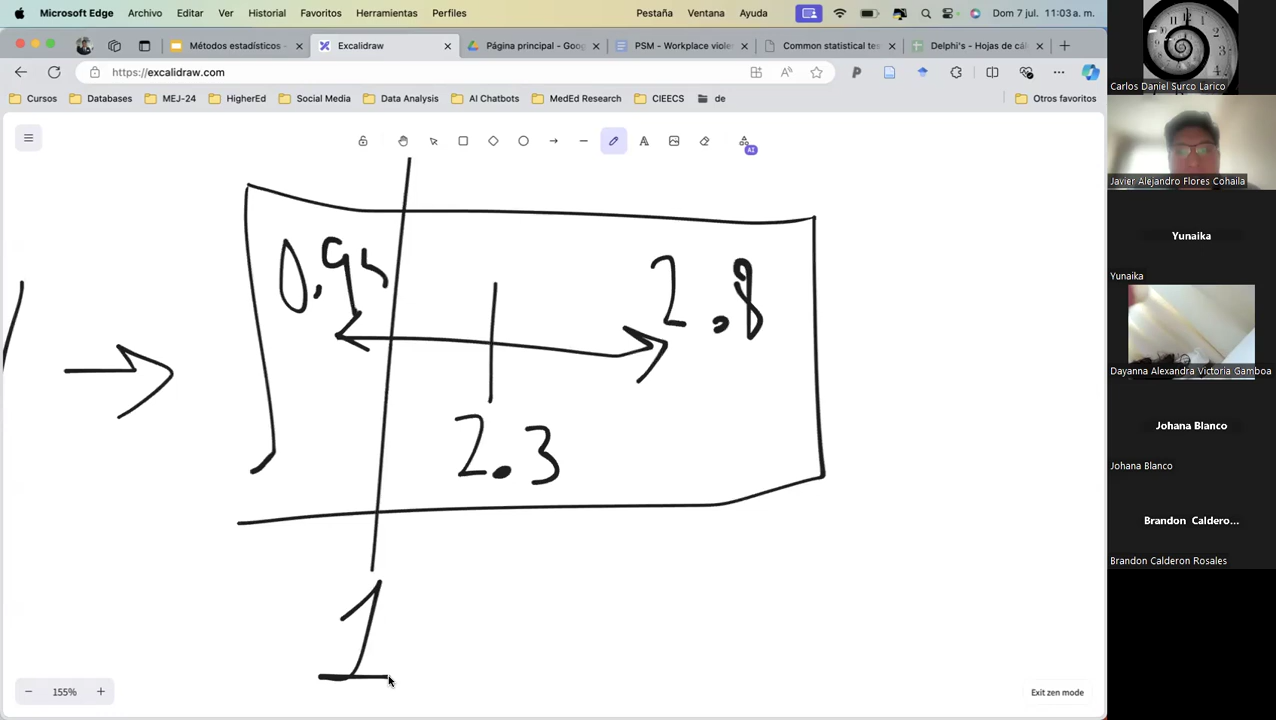 Microsoft Edge Archivo Editar Ver Historial Favoritos Herramientas Perfiles Pestaña Ventana Ayuda Dom 7 jul. 11:03 a. m.
Métodos estadísticos - Excalidraw Página principal - Goog PSM - Workplace viole Common statistical te Delphi's - Hojas de cál
https://excalidraw.com
Cursos Databases MEJ-24 HigherEd Social Media Data Analysis AI Chatbots MedEd Research CIEECS de Otros favoritos
AI
0.95
2.8
2.3
1
155%
Exit zen mode
Carlos Daniel Surco Larico
Javier Alejandro Flores Cohaila
Yunaika
Yunaika
Dayanna Alexandra Victoria Gamboa
Johana Blanco
Johana Blanco
Brandon Caldero...
Brandon Calderon Rosales